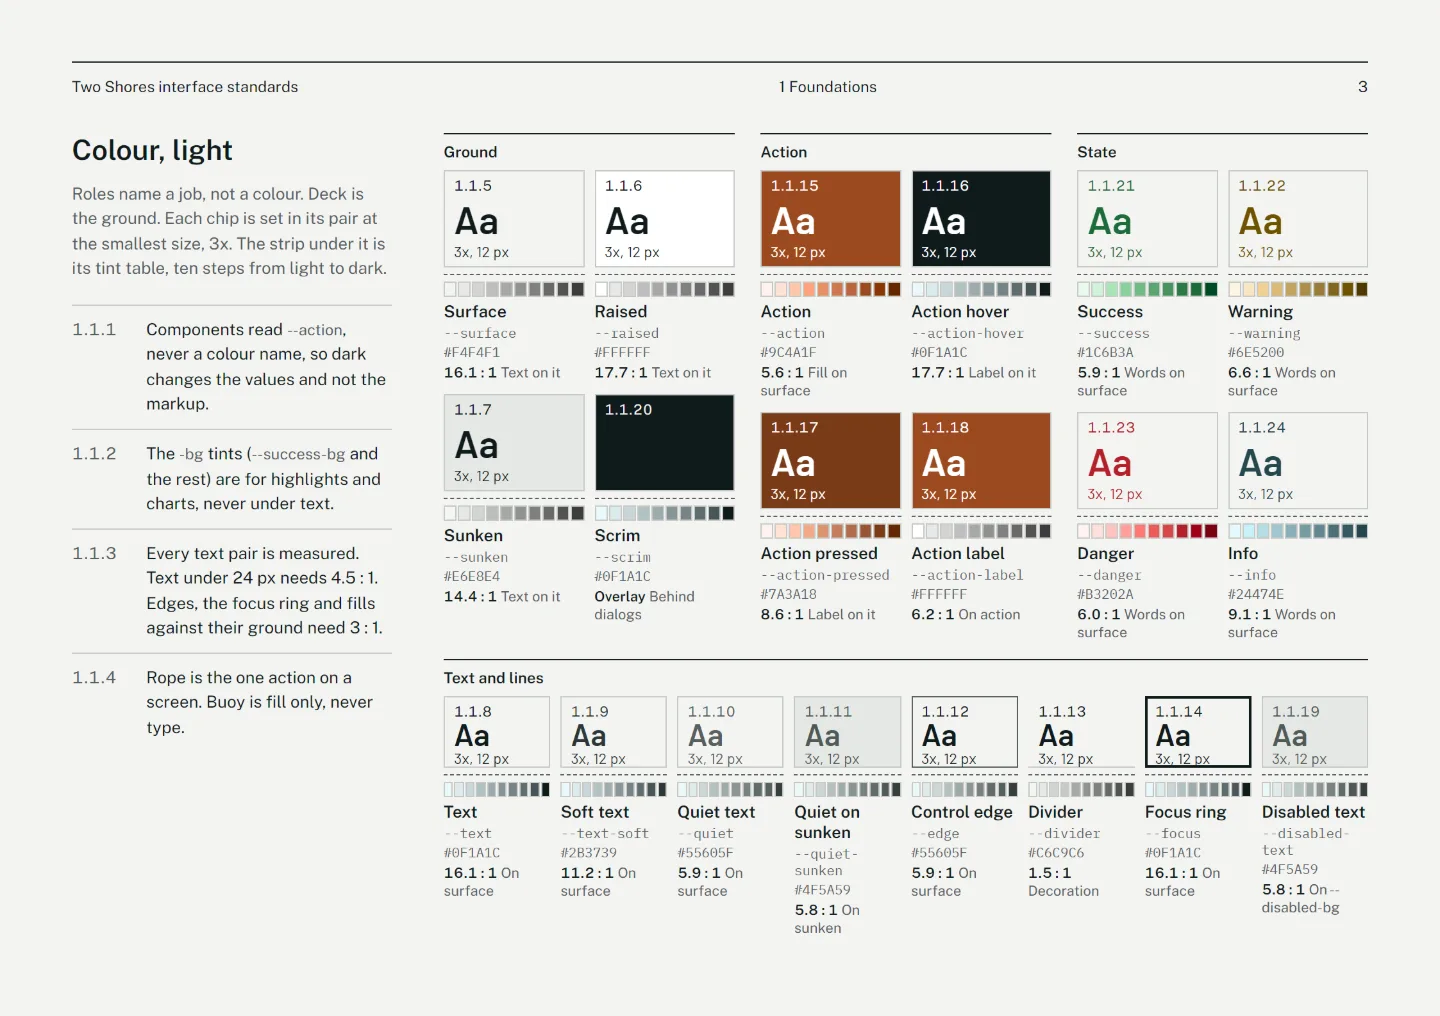 Two Shores interface standards
1 Foundations
3
Colour, light
Roles name a job, not a colour. Deck is
the ground. Each chip is set in its pair at
the smallest size, 3x. The strip under it is
its tint table, ten steps from light to dark.
1.1.1
Components read --action,
never a colour name, so dark
changes the values and not the
markup.
1.1.2
The -bg tints (--success-bg and
the rest) are for highlights and
charts, never under text.
1.1.3
Every text pair is measured.
Text under 24 px needs 4.5 : 1.
Edges, the focus ring and fills
against their ground need 3 : 1.
1.1.4
Rope is the one action on a
screen. Buoy is fill only, never
type.
Ground
1.1.5
Aa
3x, 12 px
Surface
--surface
#F4F4F1
16.1 : 1 Text on it
1.1.6
Aa
3x, 12 px
Raised
--raised
#FFFFFF
17.7 : 1 Text on it
1.1.7
Aa
3x, 12 px
Sunken
--sunken
#E6E8E4
14.4 : 1 Text on it
1.1.20
Scrim
--scrim
#0F1A1C
Overlay Behind
dialogs
Action
1.1.15
Aa
3x, 12 px
Action
--action
#9C4A1F
5.6 : 1 Fill on
surface
1.1.16
Aa
3x, 12 px
Action hover
--action-hover
#0F1A1C
17.7 : 1 Label on it
1.1.17
Aa
3x, 12 px
Action pressed
--action-pressed
#7A3A18
8.6 : 1 Label on it
1.1.18
Aa
3x, 12 px
Action label
--action-label
#FFFFFF
6.2 : 1 On action
State
1.1.21
Aa
3x, 12 px
Success
--success
#1C6B3A
5.9 : 1 Words on
surface
1.1.22
Aa
3x, 12 px
Warning
--warning
#6E5200
6.6 : 1 Words on
surface
1.1.23
Aa
3x, 12 px
Danger
--danger
#B3202A
6.0 : 1 Words on
surface
1.1.24
Aa
3x, 12 px
Info
--info
#24474E
9.1 : 1 Words on
surface
Text and lines
1.1.8
Aa
3x, 12 px
Text
--text
#0F1A1C
16.1 : 1 On
surface
1.1.9
Aa
3x, 12 px
Soft text
--text-soft
#2B3739
11.2 : 1 On
surface
1.1.10
Aa
3x, 12 px
Quiet text
--quiet
#55605F
5.9 : 1 On
surface
1.1.11
Aa
3x, 12 px
Quiet on
sunken
--quiet-
sunken
#4F5A59
5.8 : 1 On
sunken
1.1.12
Aa
3x, 12 px
Control edge
--edge
#55605F
5.9 : 1 On
surface
1.1.13
Aa
3x, 12 px
Divider
--divider
#C6C9C6
1.5 : 1
Decoration
1.1.14
Aa
3x, 12 px
Focus ring
--focus
#0F1A1C
16.1 : 1 On
surface
1.1.19
Aa
3x, 12 px
Disabled text
--disabled-
text
#4F5A59
5.8 : 1 On --
disabled-bg